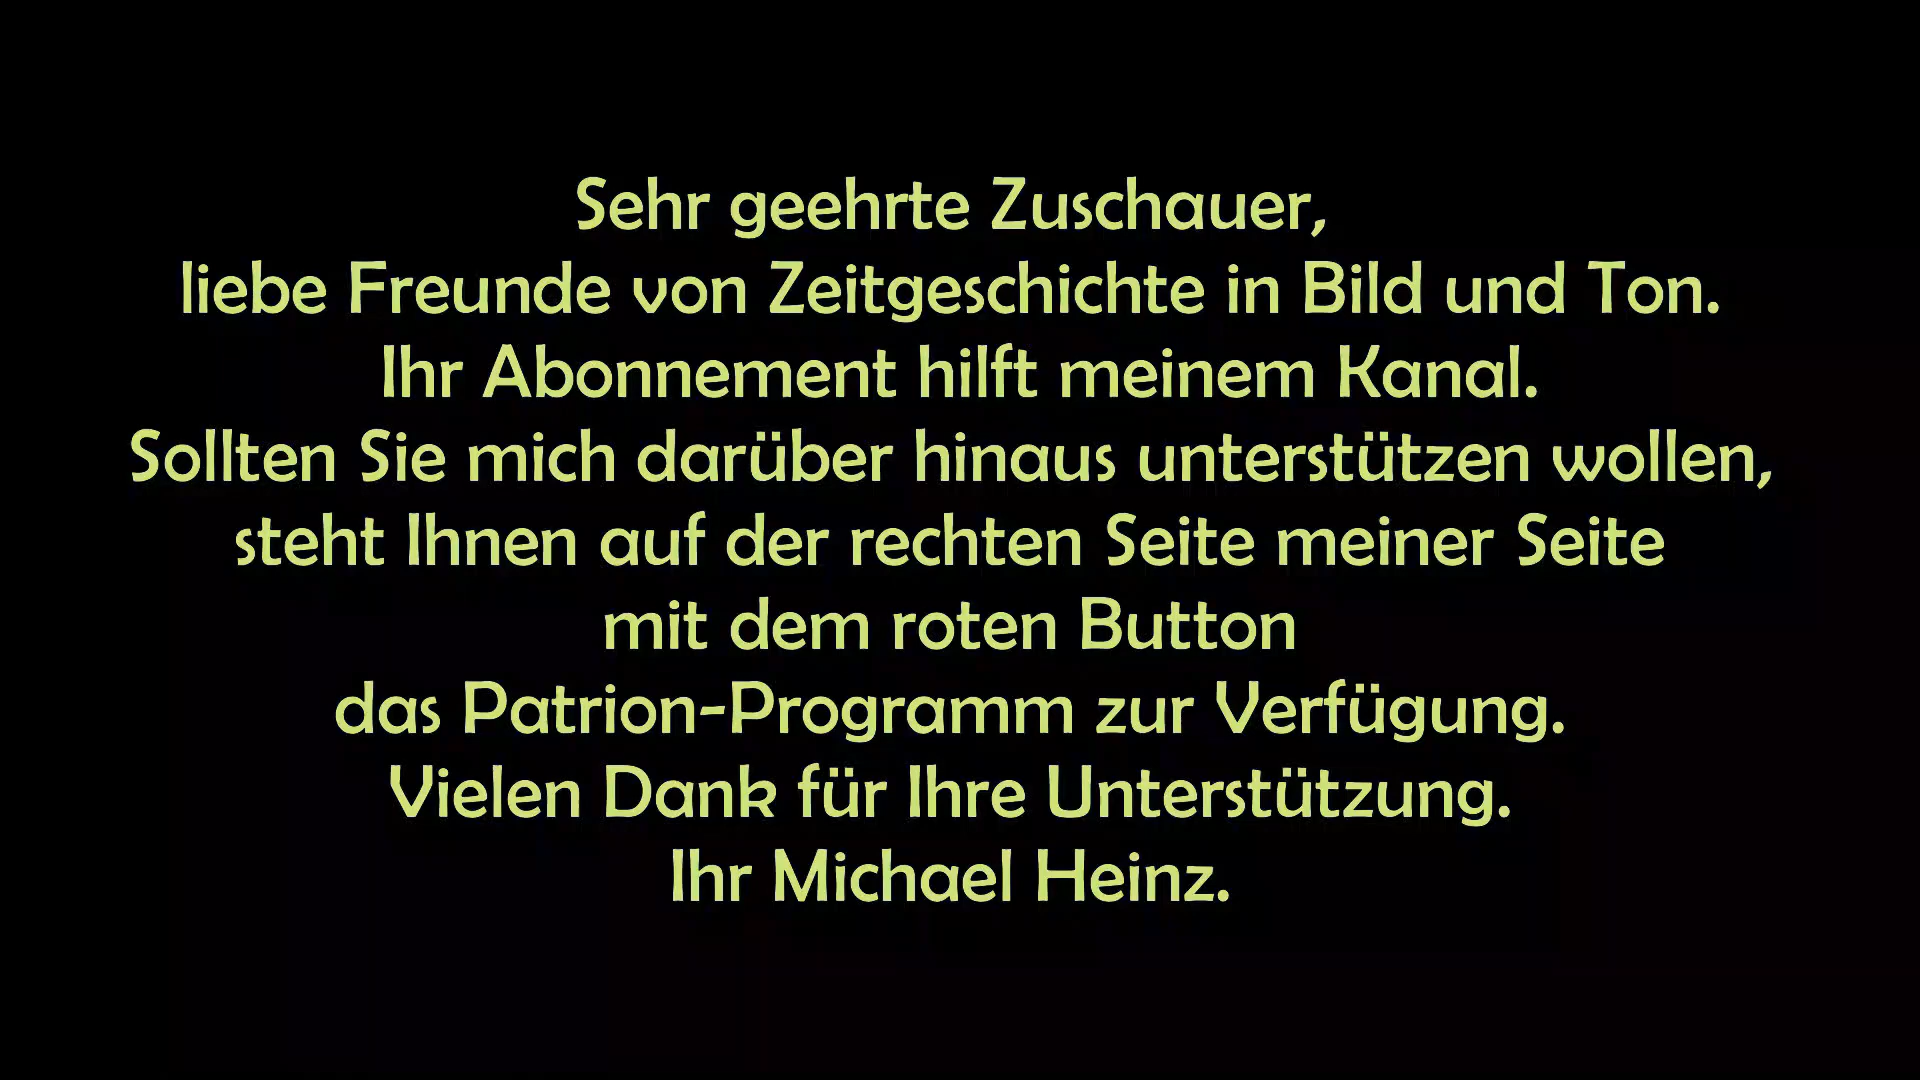 Sehr geehrte Zuschauer,
liebe Freunde von Zeitgeschichte in Bild und Ton.
Ihr Abonnement hilft meinem Kanal.
Sollten Sie mich darüber hinaus unterstützen wollen,
steht Ihnen auf der rechten Seite meiner Seite
mit dem roten Button
das Patrion-Programm zur Verfügung.
Vielen Dank für Ihre Unterstützung.
Ihr Michael Heinz.